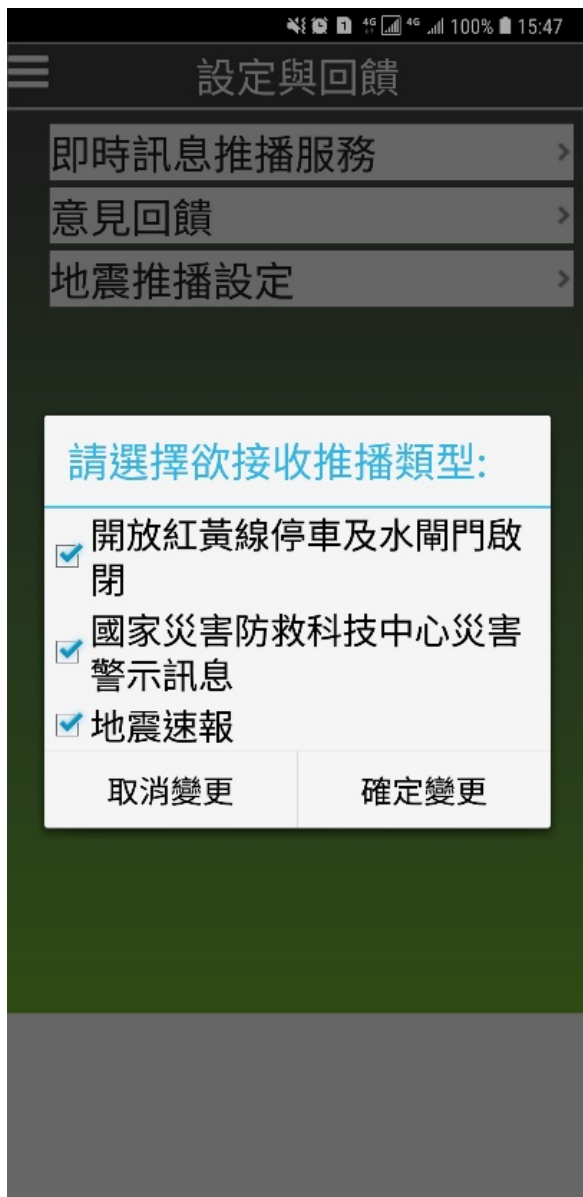 4G 4G 100% 15:47
設定與回饋
即時訊息推播服務
意見回饋
地震推播設定
請選擇欲接收推播類型:
開放紅黃線停車及水閘門啟
閉
國家災害防救科技中心災害
警示訊息
地震速報
取消變更 確定變更